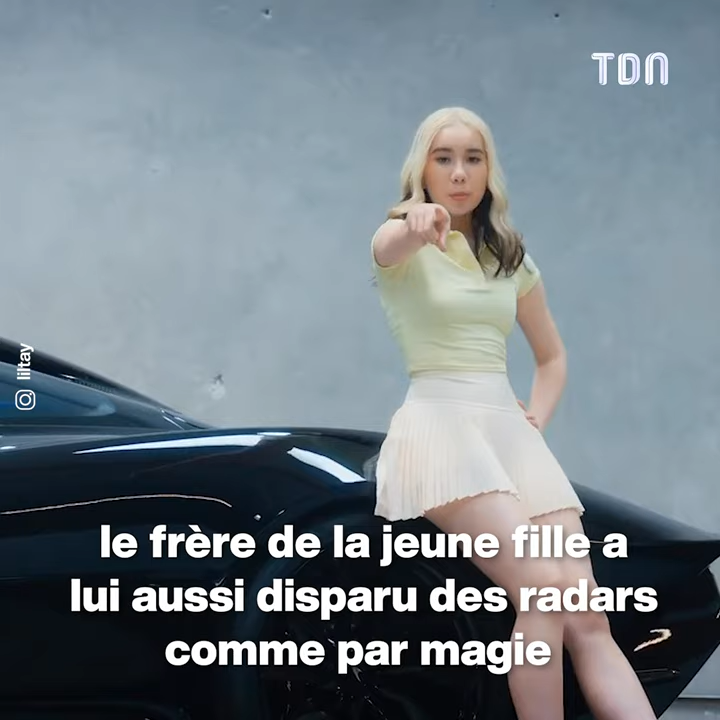 TDN
liltay
le frère de la jeune fille a
lui aussi disparu des radars
comme par magie